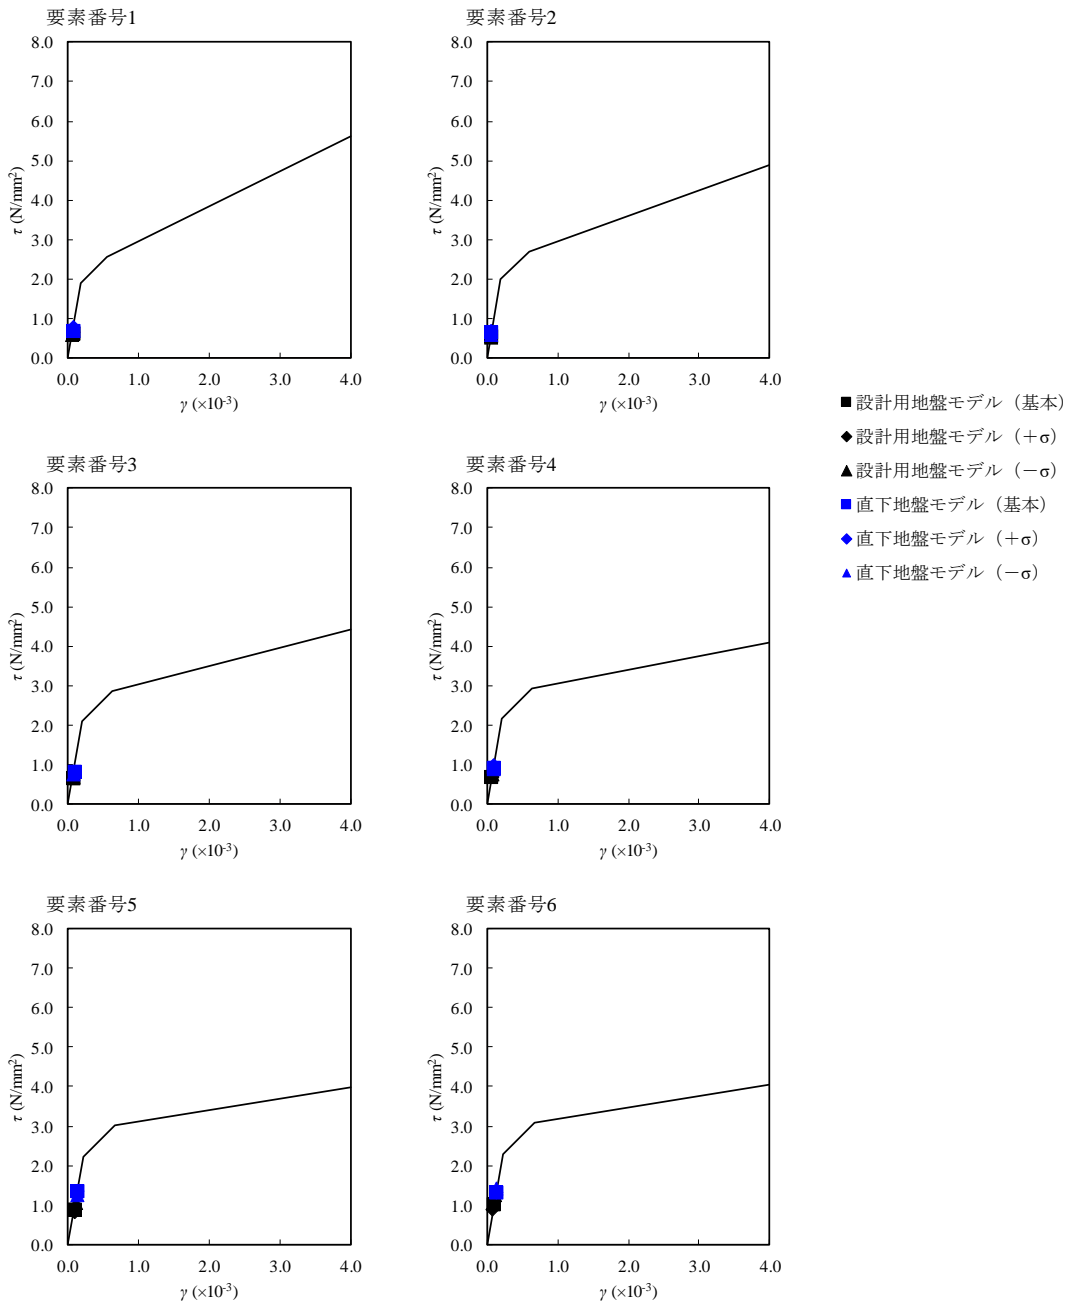 要素番号1
8.0
7.0
6.0
5.0
4.0
3.0
2.0
1.0
0.0
τ (N/mm²)
0.0 1.0 2.0 3.0 4.0
γ (×10⁻³)
要素番号2
8.0
7.0
6.0
5.0
4.0
3.0
2.0
1.0
0.0
τ (N/mm²)
0.0 1.0 2.0 3.0 4.0
γ (×10⁻³)
■設計用地盤モデル（基本）
◆設計用地盤モデル（＋σ）
▲設計用地盤モデル（－σ）
■直下地盤モデル（基本）
◆直下地盤モデル（＋σ）
▲直下地盤モデル（－σ）
要素番号3
8.0
7.0
6.0
5.0
4.0
3.0
2.0
1.0
0.0
τ (N/mm²)
0.0 1.0 2.0 3.0 4.0
γ (×10⁻³)
要素番号4
8.0
7.0
6.0
5.0
4.0
3.0
2.0
1.0
0.0
τ (N/mm²)
0.0 1.0 2.0 3.0 4.0
γ (×10⁻³)
要素番号5
8.0
7.0
6.0
5.0
4.0
3.0
2.0
1.0
0.0
τ (N/mm²)
0.0 1.0 2.0 3.0 4.0
γ (×10⁻³)
要素番号6
8.0
7.0
6.0
5.0
4.0
3.0
2.0
1.0
0.0
τ (N/mm²)
0.0 1.0 2.0 3.0 4.0
γ (×10⁻³)